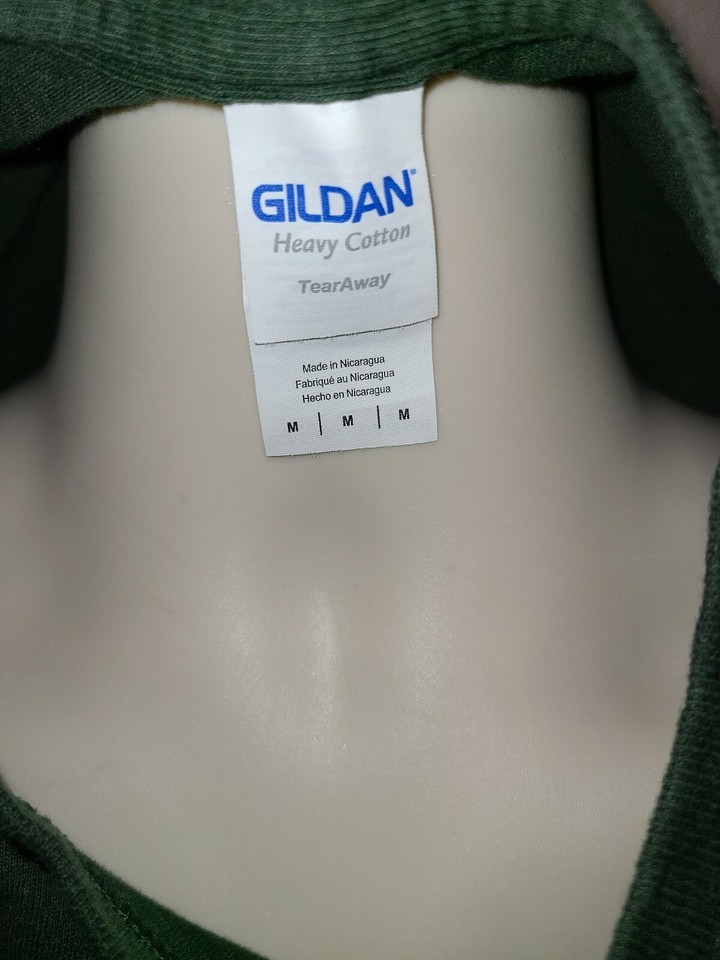 GILDAN®
Heavy Cotton
TearAway
Made in Nicaragua
Fabriqué au Nicaragua
Hecho en Nicaragua
M | M | M